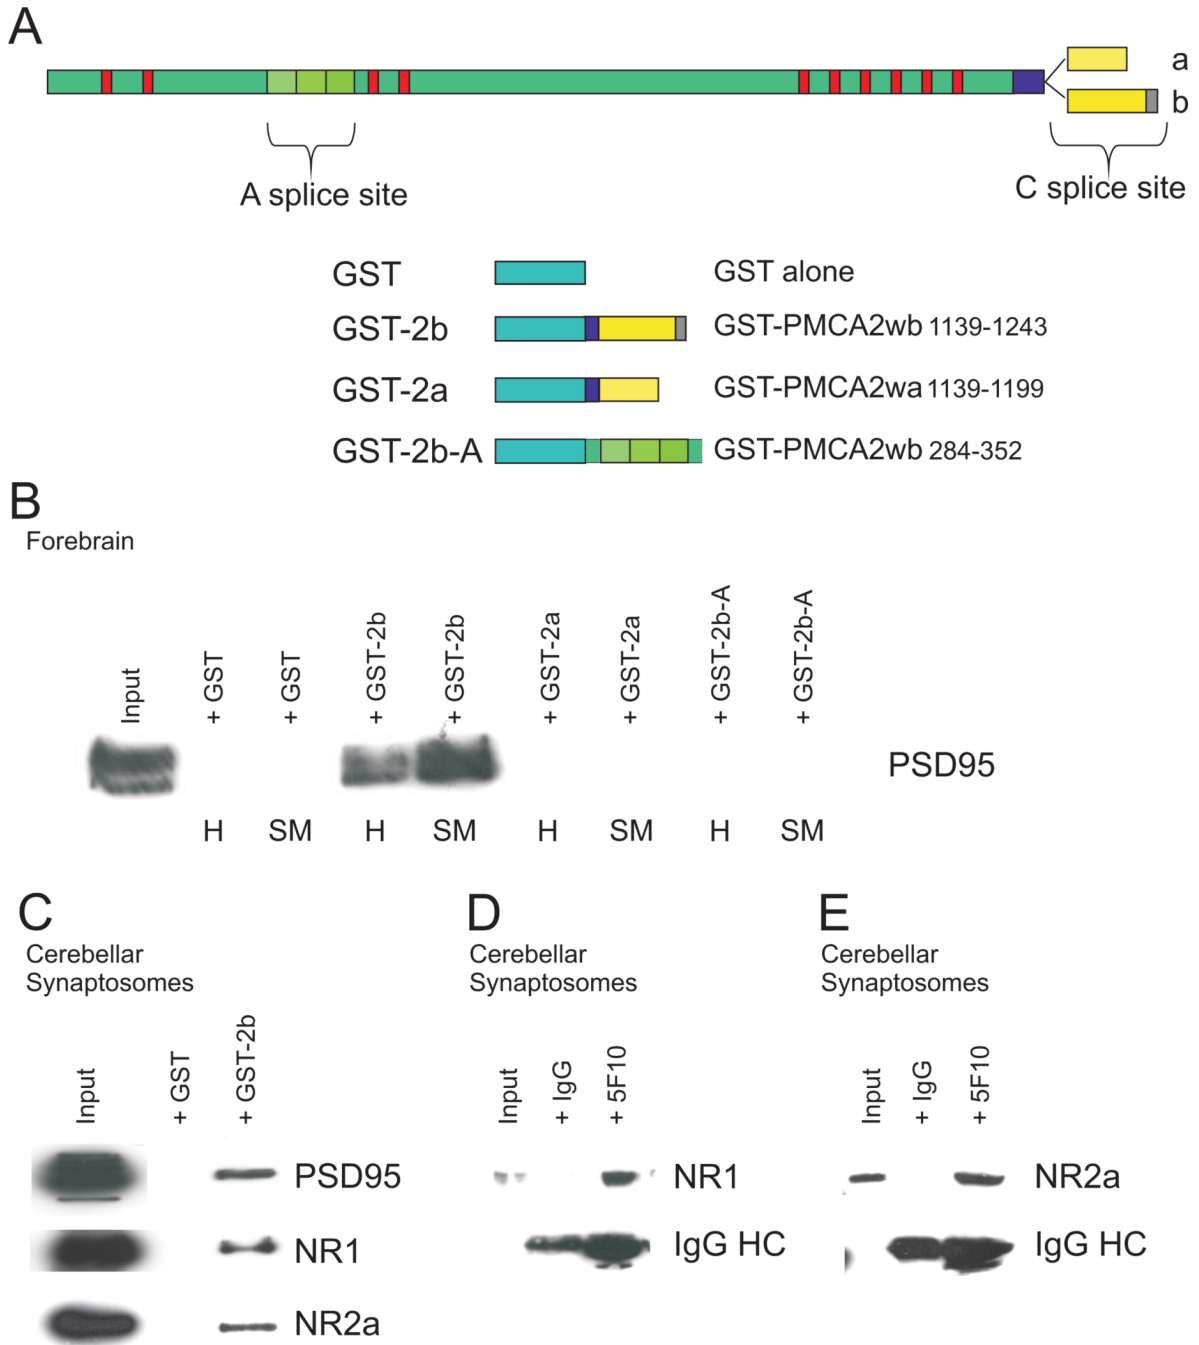 A
a
b
A splice site
C splice site
GST GST alone
GST-2b GST-PMCA2wb 1139-1243
GST-2a GST-PMCA2wa 1139-1199
GST-2b-A GST-PMCA2wb 284-352
B
Forebrain
Input + GST + GST + GST-2b + GST-2b + GST-2a + GST-2a + GST-2b-A + GST-2b-A
PSD95
H SM H SM H SM H SM
C
Cerebellar
Synaptosomes
Input + GST + GST-2b
PSD95
NR1
NR2a
D
Cerebellar
Synaptosomes
Input + IgG + 5F10
NR1
IgG HC
E
Cerebellar
Synaptosomes
Input + IgG + 5F10
NR2a
IgG HC